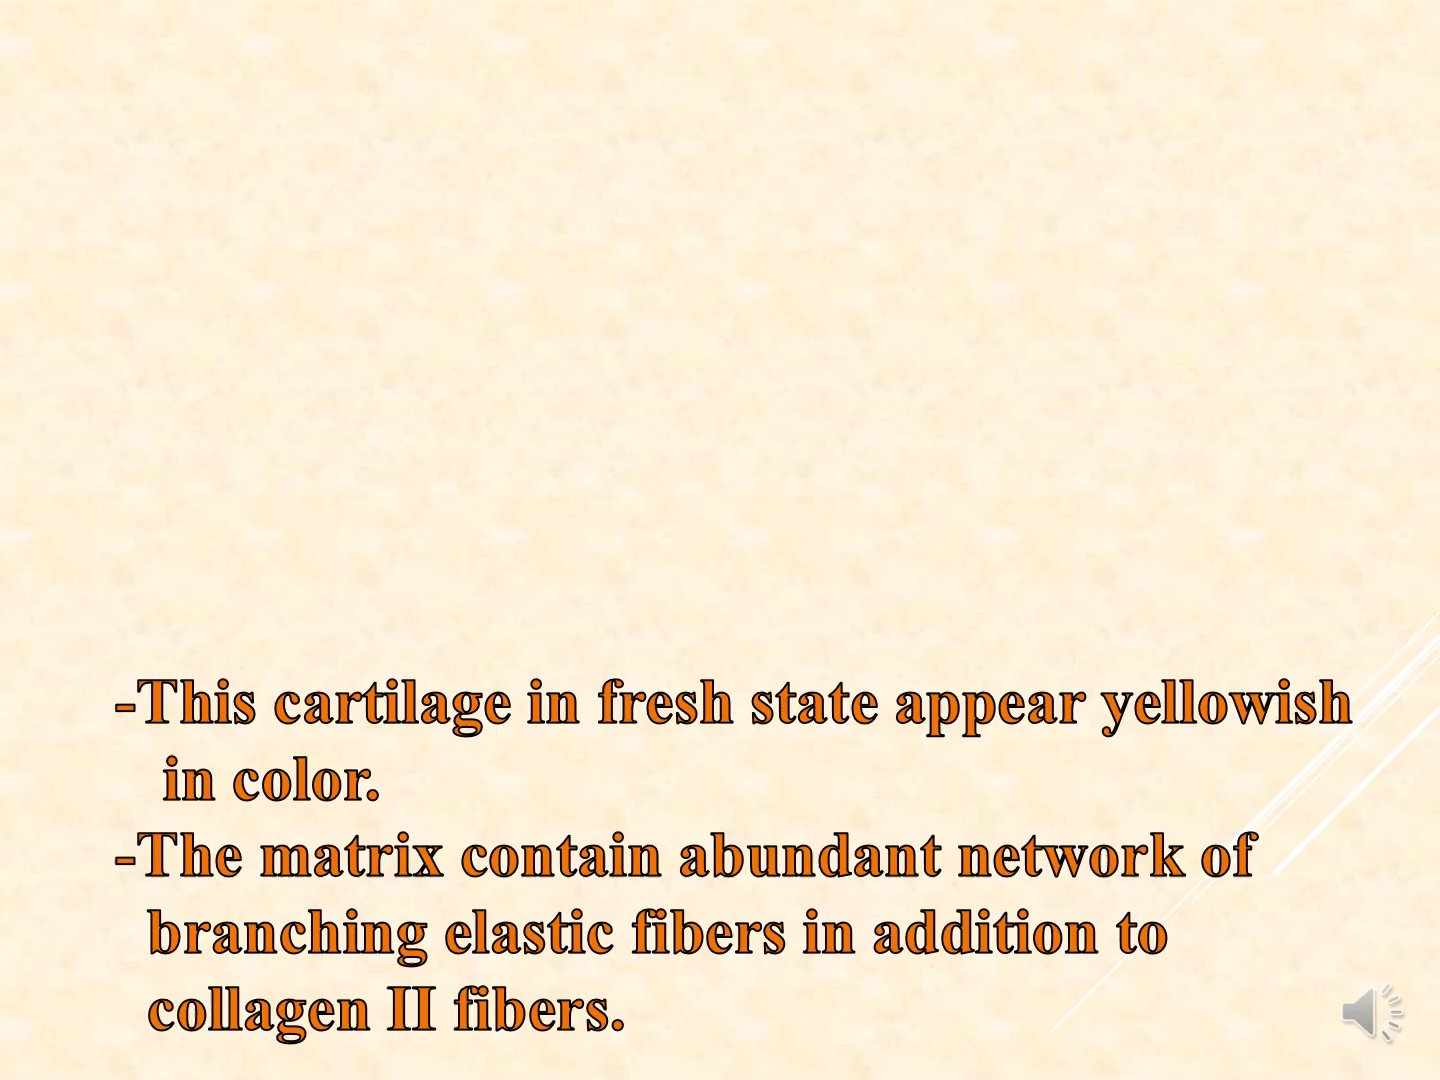 -This cartilage in fresh state appear yellowish
in color.
-The matrix contain abundant network of
branching elastic fibers in addition to
collagen II fibers.